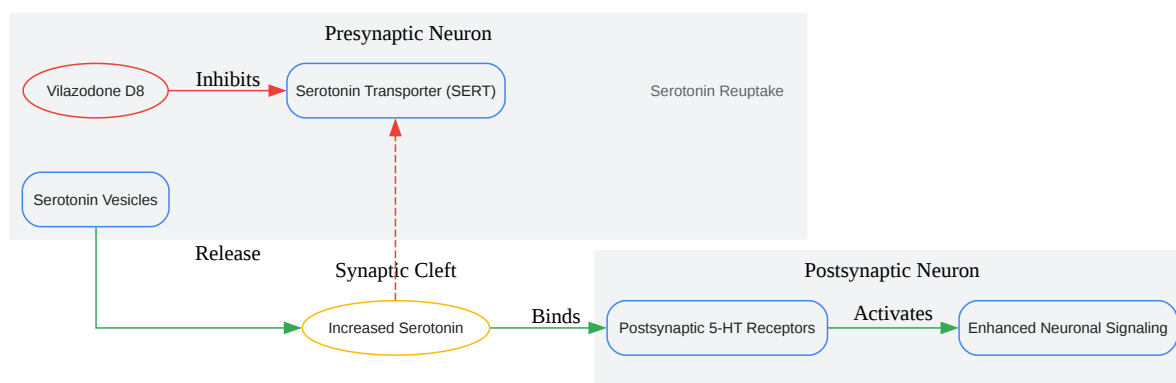 Presynaptic Neuron
Vilazodone D8
Inhibits
Serotonin Transporter (SERT)
Serotonin Reuptake
Serotonin Vesicles
Release
Synaptic Cleft
Postsynaptic Neuron
Increased Serotonin
Binds
Postsynaptic 5-HT Receptors
Activates
Enhanced Neuronal Signaling